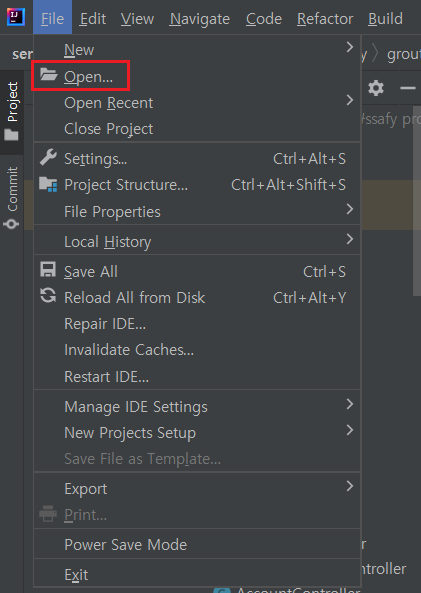 File Edit View Navigate Code Refactor Build
New
Open...
Open Recent
Close Project
Settings... Ctrl+Alt+S
Project Structure... Ctrl+Alt+Shift+S
File Properties
Local History
Save All Ctrl+S
Reload All from Disk Ctrl+Alt+Y
Repair IDE...
Invalidate Caches...
Restart IDE...
Manage IDE Settings
New Projects Setup
Save File as Template...
Export
Print...
Power Save Mode
Exit
Project
Commit
ser
y
grout
#ssafy pro
er
ontroller
AccountController